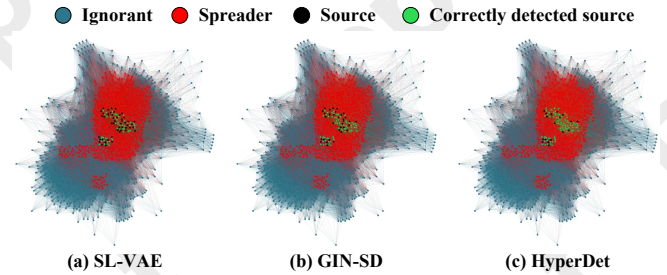 Ignorant Spreader Source Correctly detected source
(a) SL-VAE (b) GIN-SD (c) HyperDet